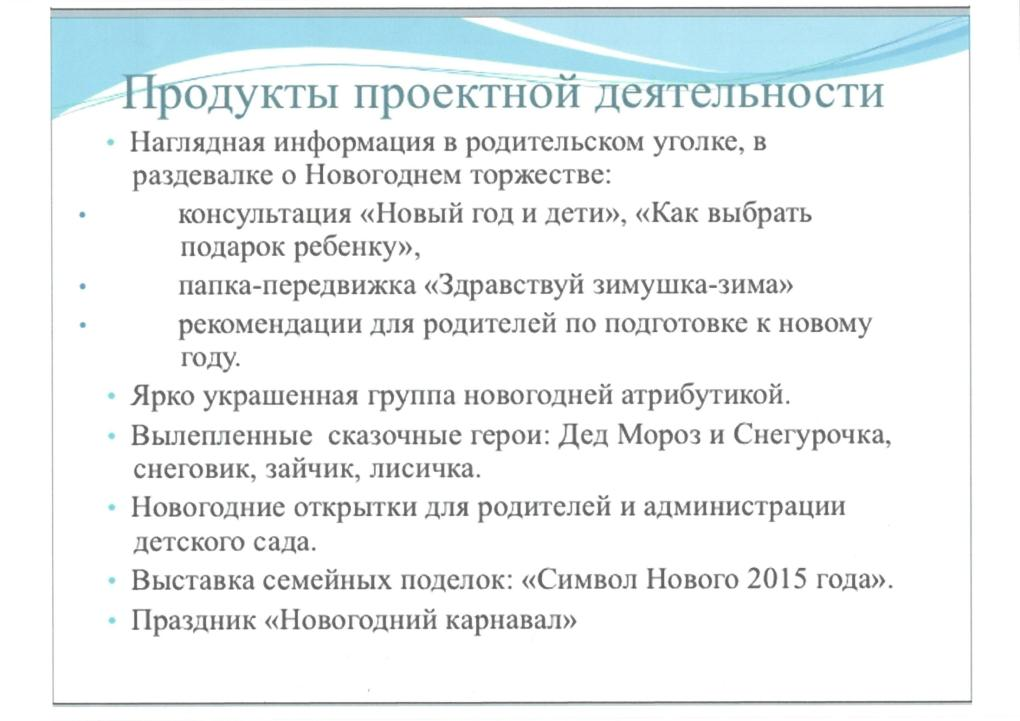 Продукты проектной деятельности
• Наглядная информация в родительском уголке, в
раздевалке о Новогоднем торжестве:
• консультация «Новый год и дети», «Как выбрать
подарок ребенку»,
• папка-передвижка «Здравствуй зимушка-зима»
• рекомендации для родителей по подготовке к новому
году.
• Ярко украшенная группа новогодней атрибутикой.
• Вылепленные сказочные герои: Дед Мороз и Снегурочка,
снеговик, зайчик, лисичка.
• Новогодние открытки для родителей и администрации
детского сада.
• Выставка семейных поделок: «Символ Нового 2015 года».
• Праздник «Новогодний карнавал»